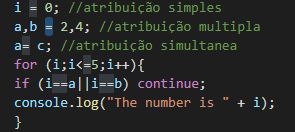 i = 0; //atribuição simples
a,b = 2,4; //atribuição multipla
a= c; //atribuição simultanea
for (i;i<=5;i++){
if (i==a||i==b) continue;
console.log("The number is " + i);
}